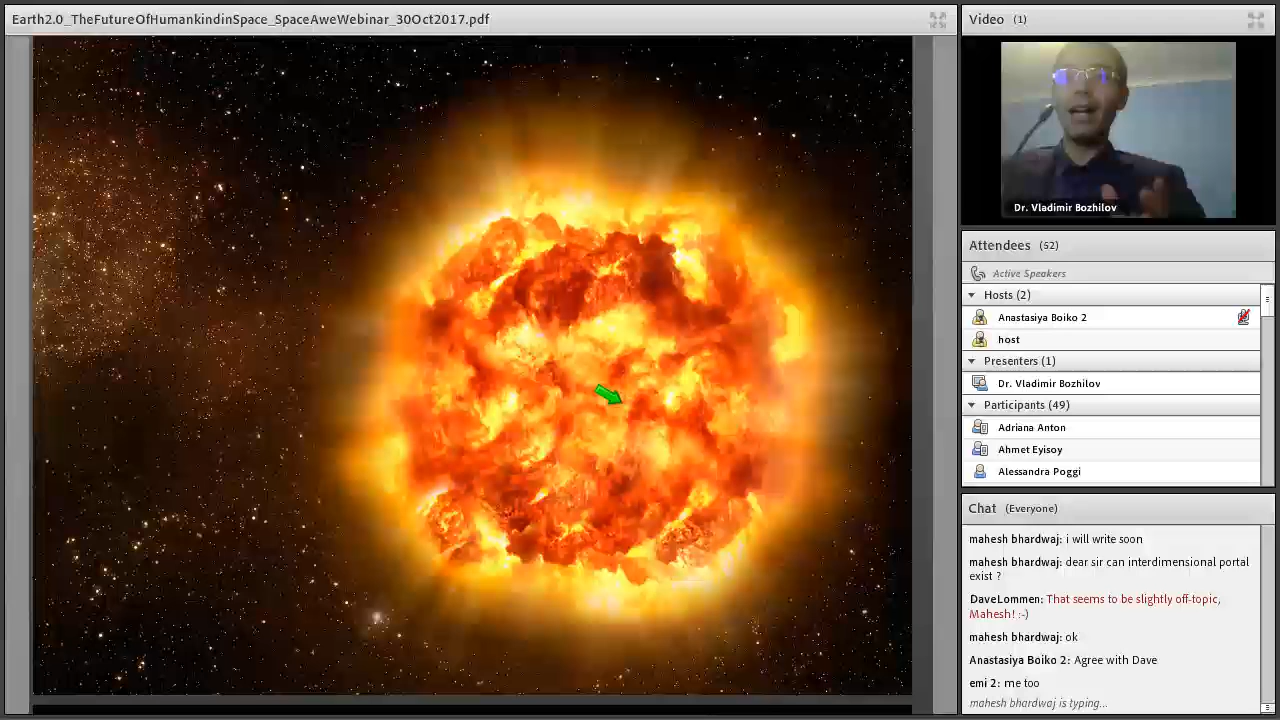 Earth2.0_TheFutureOfHumankindinSpace_SpaceAweWebinar_30Oct2017.pdf
Video (1)
Dr. Vladimir Bozhilov
Attendees (52)
Active Speakers
Hosts (2)
Anastasiya Boiko 2
host
Presenters (1)
Dr. Vladimir Bozhilov
Participants (49)
Adriana Anton
Ahmet Eyisoy
Alessandra Poggi
Chat (Everyone)
mahesh bhardwaj: i will write soon
mahesh bhardwaj: dear sir can interdimensional portal
exist ?
DaveLommen: That seems to be slightly off-topic,
Mahesh! :-)
mahesh bhardwaj: ok
Anastasiya Boiko 2: Agree with Dave
emi 2: me too
mahesh bhardwaj is typing...